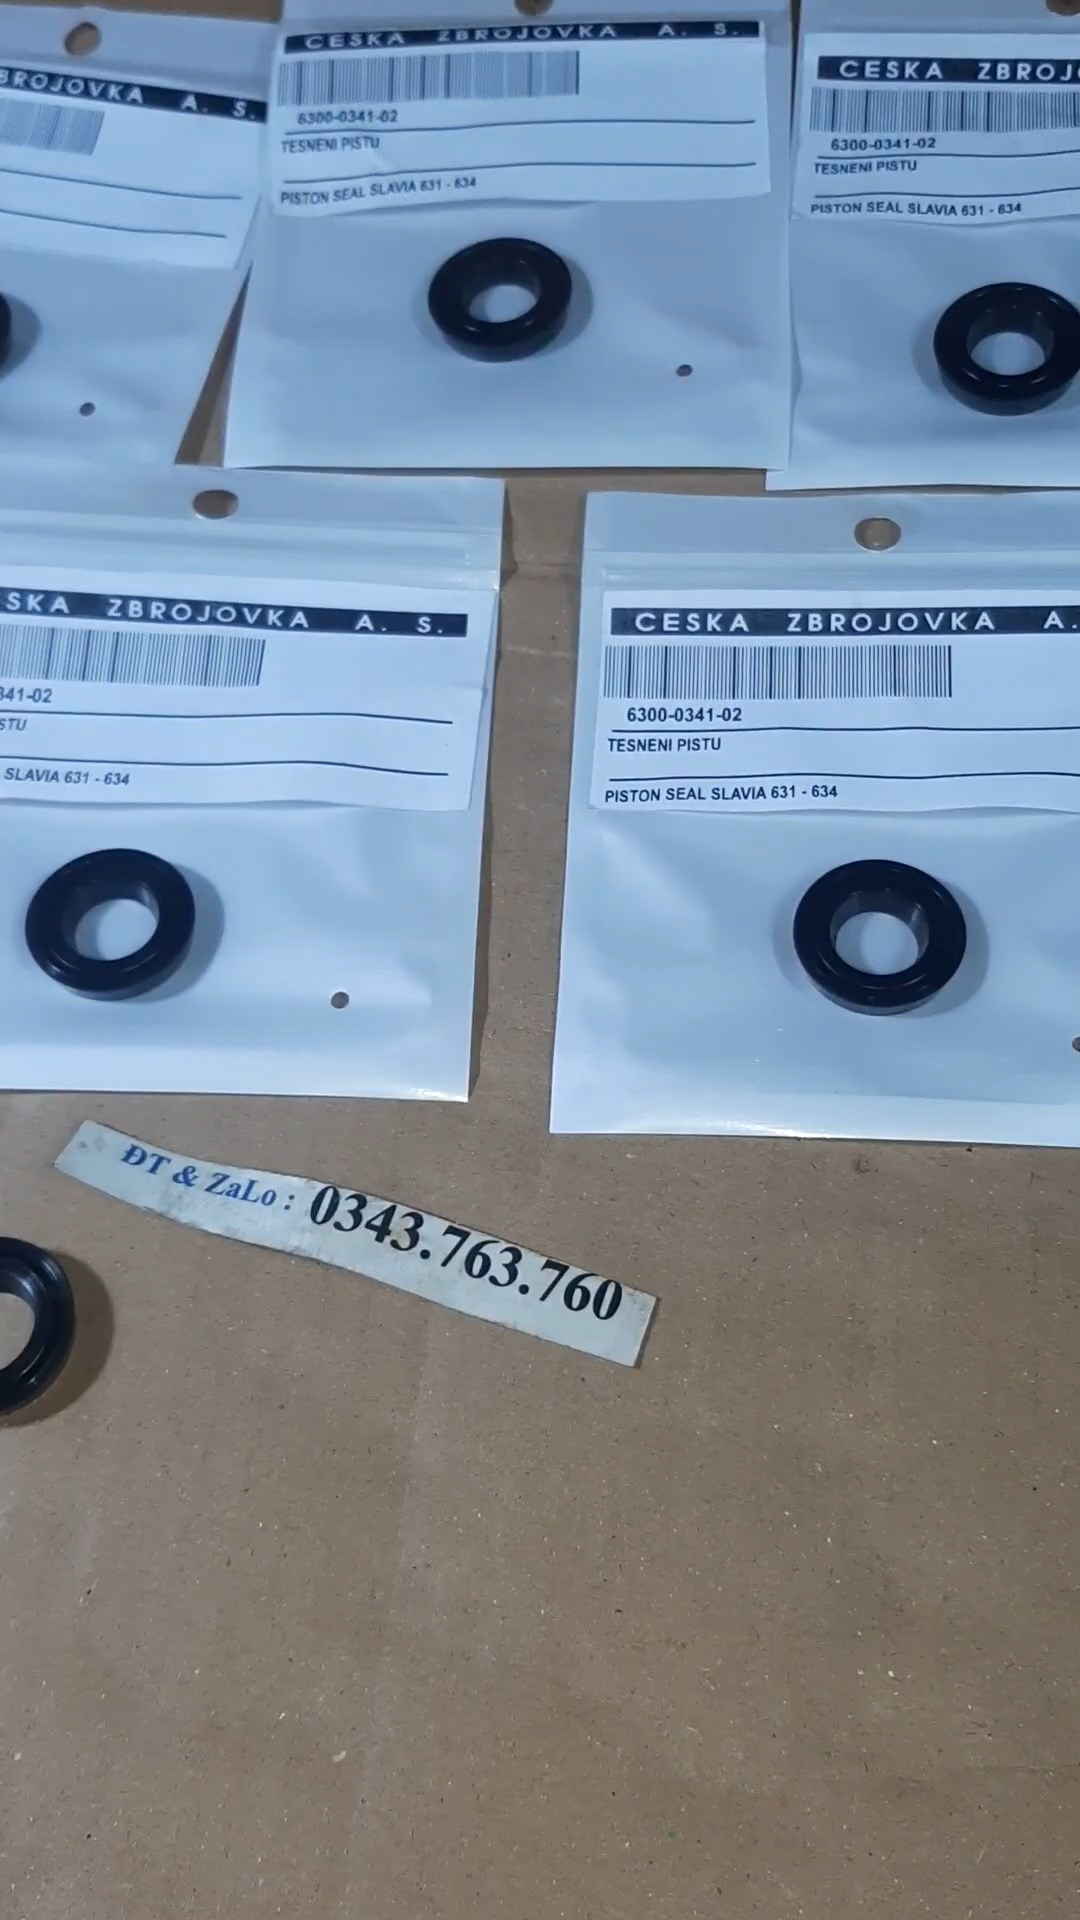 BROJOVKA A. S.
CESKA ZBROJOVKA A. S.
6300-0341-02
TESNENI PISTU
PISTON SEAL SLAVIA 631 - 634
CESKA ZBROJ
6300-0341-02
TESNENI PISTU
PISTON SEAL SLAVIA 631 - 634
SKA ZBROJOVKA A. S.
341-02
STU
SLAVIA 631 - 634
CESKA ZBROJOVKA A.
6300-0341-02
TESNENI PISTU
PISTON SEAL SLAVIA 631 - 634
ĐT & ZaLo : 0343.763.760